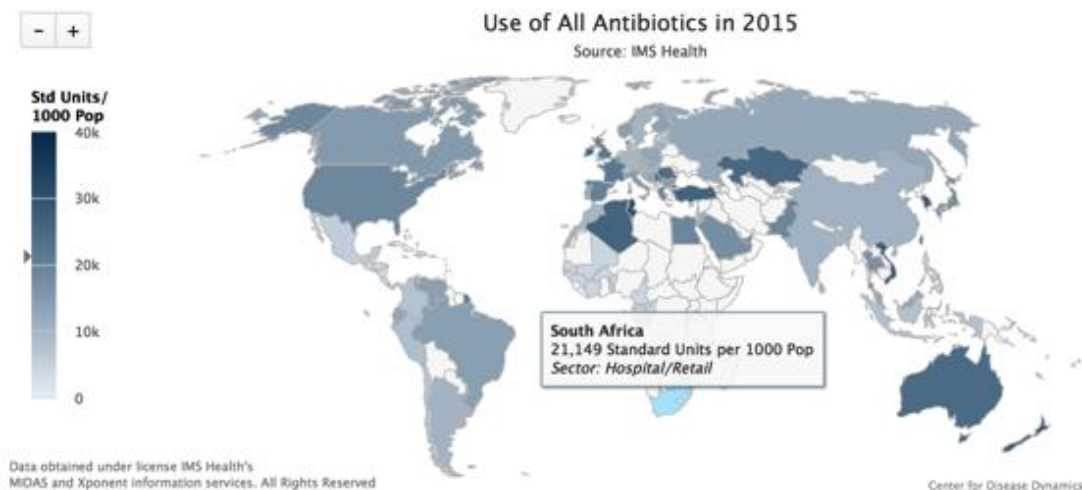 - +
Use of All Antibiotics in 2015
Source: IMS Health
Std Units/
1000 Pop
40k
30k
20k
10k
0
South Africa
21,149 Standard Units per 1000 Pop
Sector: Hospital/Retail
Data obtained under license IMS Health's
MIDAS and Xponent information services. All Rights Reserved
Center for Disease Dynamics